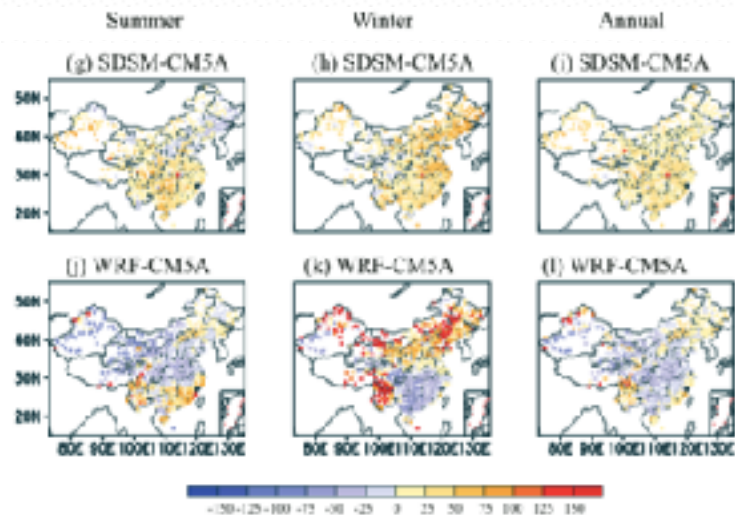 Summer Winter Annual
(g) SDSM-CM5A (h) SDSM-CM5A (i) SDSM-CM5A
50N
40N
30N
20N
(j) WRF-CM5A (k) WRF-CM5A (l) WRF-CM5A
50N
40N
30N
20N
80E 90E 100E 110E 120E 130E 80E 90E 100E 110E 120E 130E 80E 90E 100E 110E 120E 130E
-150 -125 -100 -75 -50 -25 0 25 50 75 100 125 150